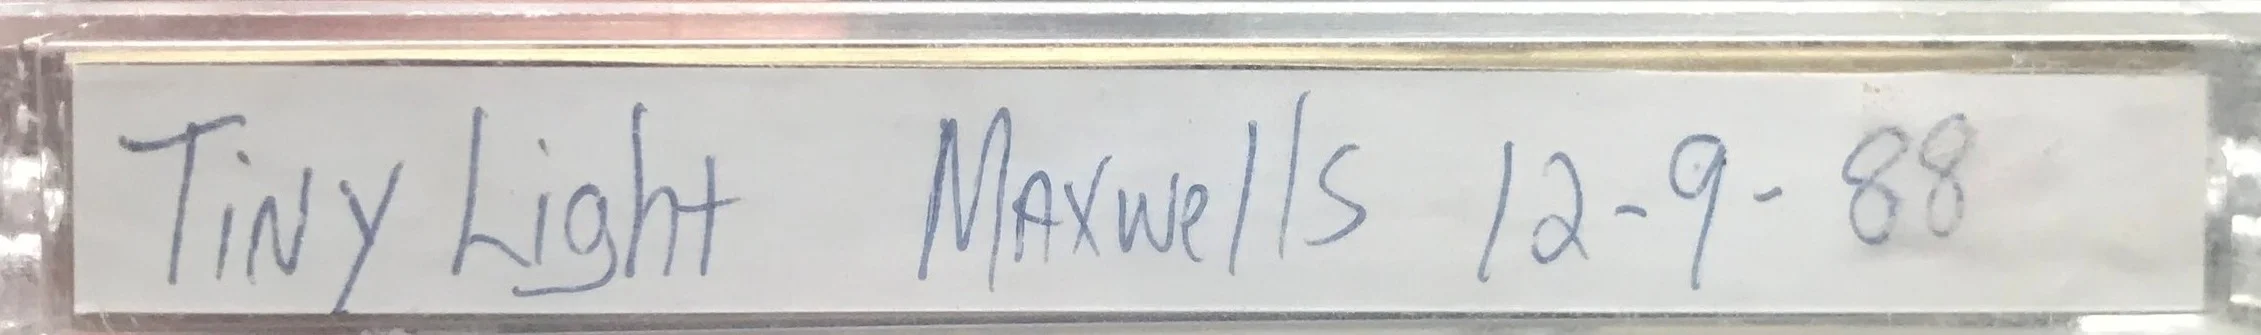 Tiny Light Maxwells 12-9-88